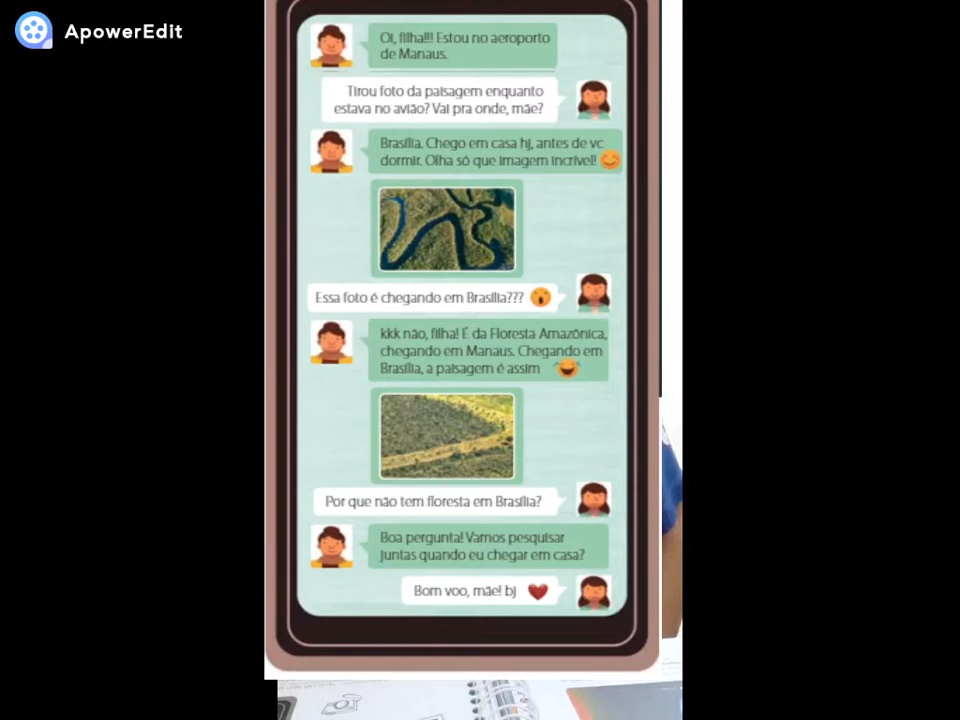 ApowerEdit
Oi, filha!!! Estou no aeroporto
de Manaus.
Tirou foto da paisagem enquanto
estava no avião? Vai pra onde, mãe?
Brasília. Chego em casa hj, antes de vc
dormir. Olha só que imagem incrível!
Essa foto é chegando em Brasília???
kkk não, filha! É da Floresta Amazônica,
chegando em Manaus. Chegando em
Brasília, a paisagem é assim
Por que não tem floresta em Brasília?
Boa pergunta! Vamos pesquisar
juntas quando eu chegar em casa?
Bom voo, mãe! bj